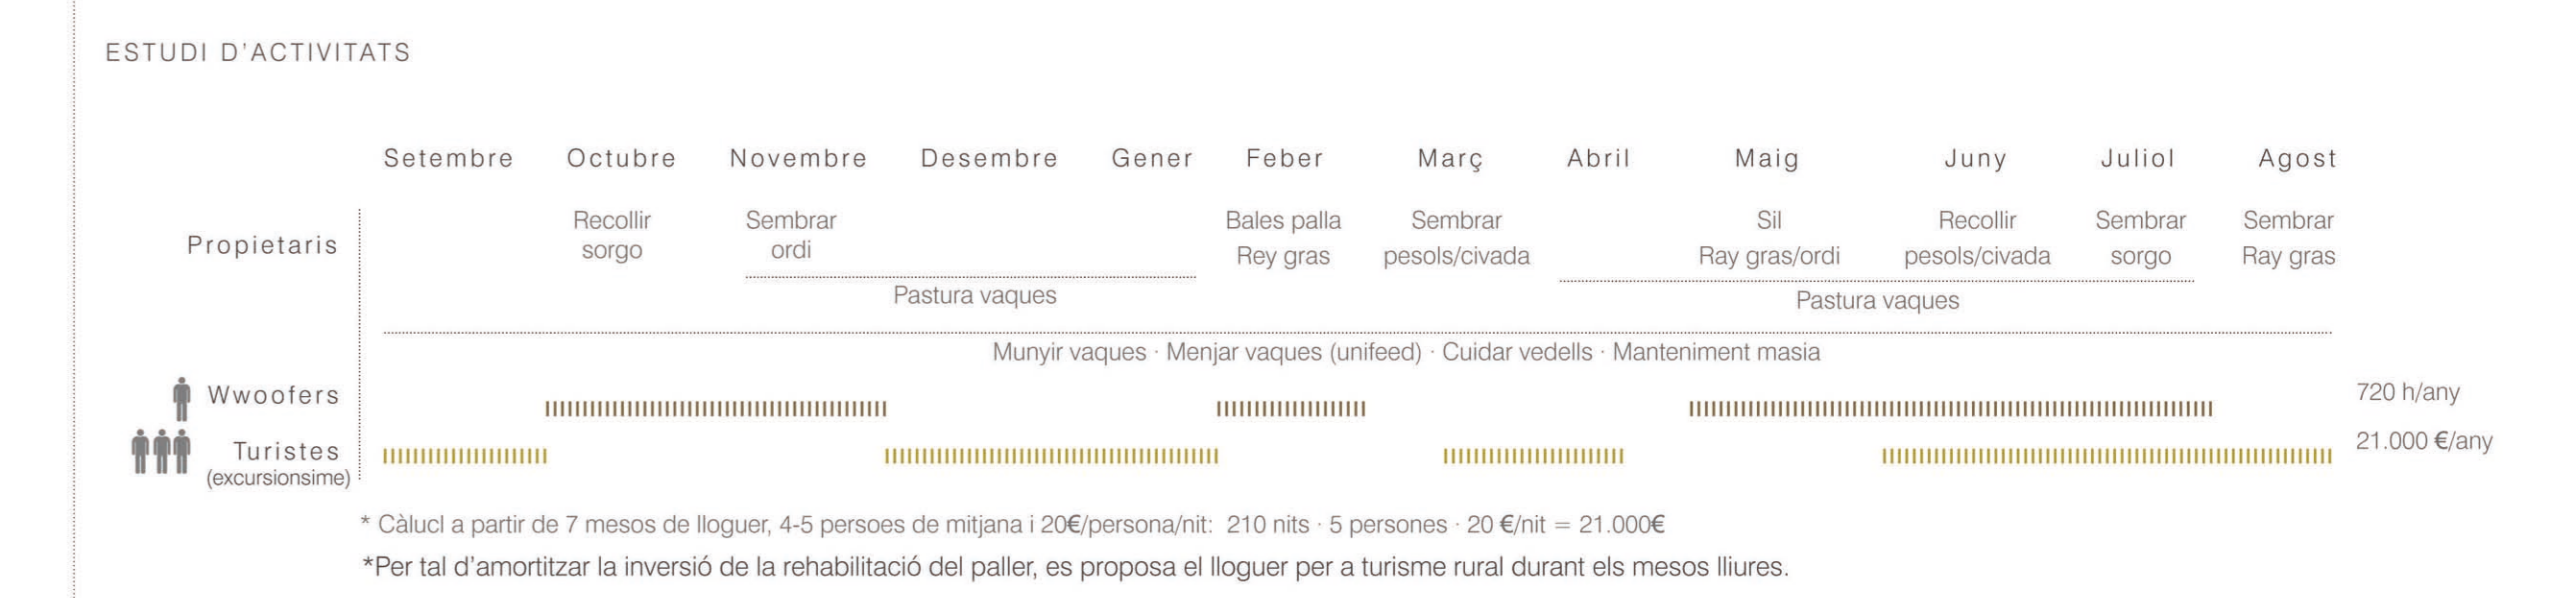 ESTUDI D'ACTIVITATS
Setembre Octubre Novembre Desembre Gener Feber Març Abril Maig Juny Juliol Agost
Propietaris
Recollir
sorgo
Sembrar
ordi
Pastura vaques
Bales palla
Rey gras
Sembrar
pesols/civada
Sil
Ray gras/ordi
Recollir
pesols/civada
Sembrar
sorgo
Pastura vaques
Sembrar
Ray gras
Munyir vaques · Menjar vaques (unifeed) · Cuidar vedells · Manteniment masia
Wwoofers 720 h/any
Turistes 21.000 €/any
(excursionsime)
* Càlucl a partir de 7 mesos de lloguer, 4-5 persoes de mitjana i 20€/persona/nit: 210 nits · 5 persones · 20 €/nit = 21.000€
*Per tal d'amortitzar la inversió de la rehabilitació del paller, es proposa el lloguer per a turisme rural durant els mesos lliures.